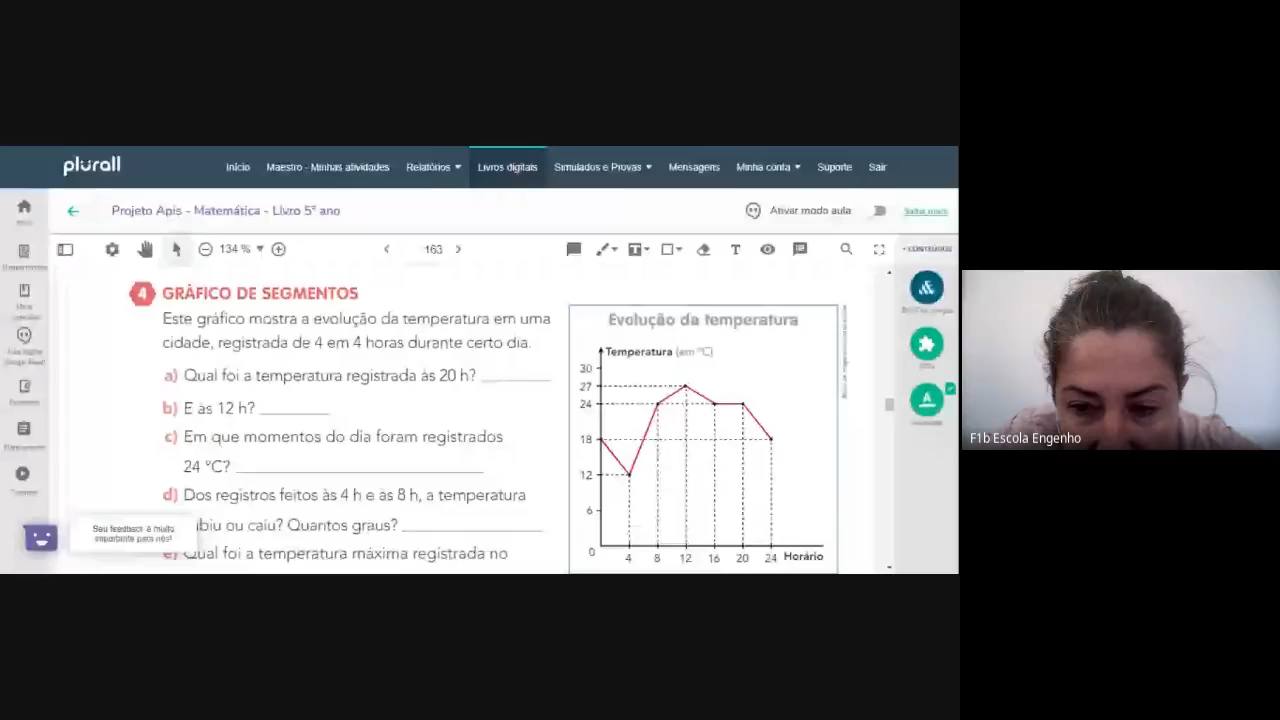 plurall
Início Maestro - Minhas atividades Relatórios Livros digitais Simulados e Provas Mensagens Minha conta Suporte Sair
Projeto Apis - Matemática - Livro 5º ano
Ativar modo aula
134 %
163
CONTEÚDOS
4 GRÁFICO DE SEGMENTOS
Este gráfico mostra a evolução da temperatura em uma
cidade, registrada de 4 em 4 horas durante certo dia.
a) Qual foi a temperatura registrada às 20 h?
b) E às 12 h?
c) Em que momentos do dia foram registrados
24 °C?
d) Dos registros feitos às 4 h e às 8 h, a temperatura
ubiu ou caiu? Quantos graus?
e) Qual foi a temperatura máxima registrada no
Seu feedback é muito
importante para nós!
Evolução da temperatura
Temperatura (em °C)
30
27
24
18
12
6
0
4 8 12 16 20 24 Horário
F1b Escola Engenho